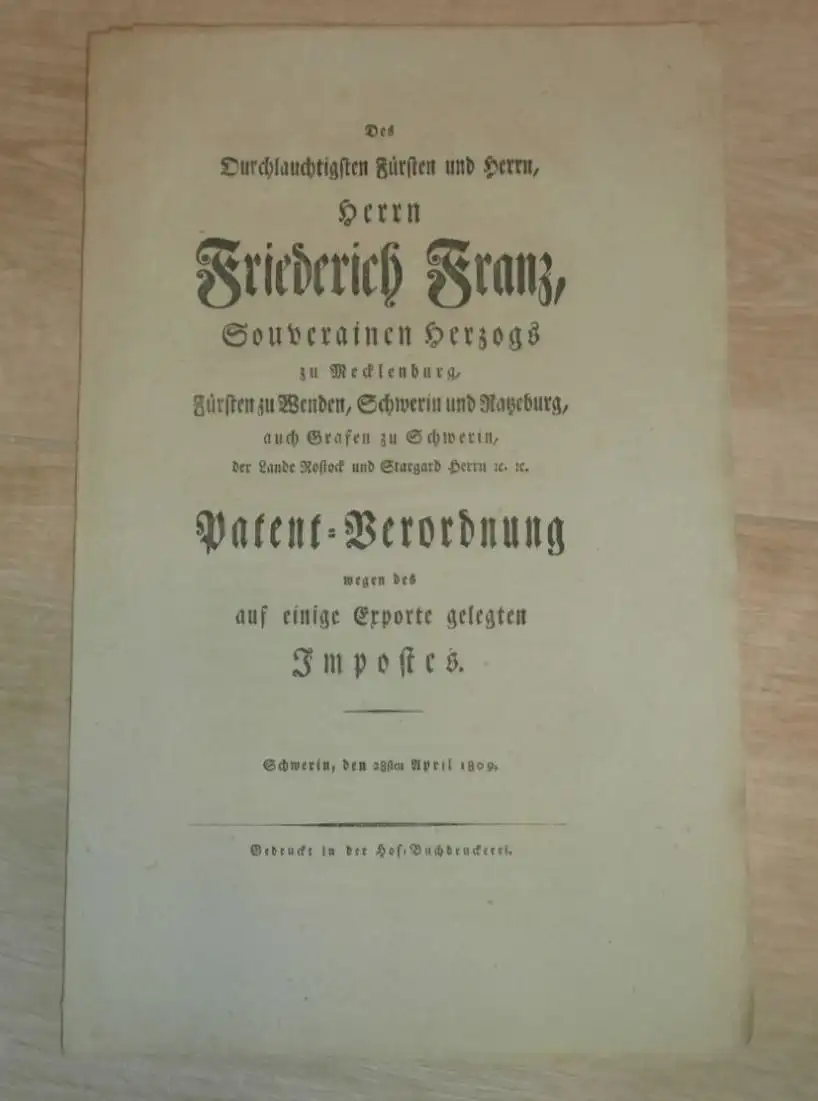 Des
Durchlauchtigsten Fürsten und Herrn,
Herrn
Friederich Franz,
Souverainen Herzogs
zu Mecklenburg,
Fürsten zu Wenden, Schwerin und Ratzeburg,
auch Grafen zu Schwerin,
der Lande Rostock und Stargard Herrn ꝛc. ꝛc.
Patent-Verordnung
wegen des
auf einige Exporte gelegten
Impostes.
Schwerin, den 28sten April 1809.
Gedruckt in der Hof-Buchdruckerei.